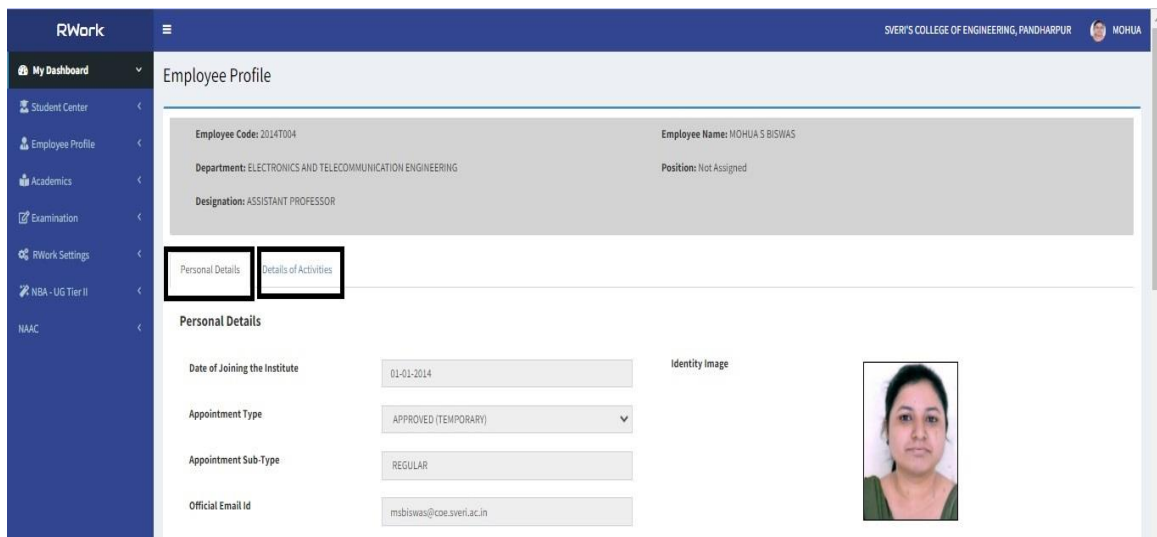 RWork
SVERI'S COLLEGE OF ENGINEERING, PANDHARPUR MOHUA
My Dashboard
Student Center
Employee Profile
Academics
Examination
RWork Settings
NBA - UG Tier II
NAAC
Employee Profile
Employee Code: 2014T004 Employee Name: MOHUA S BISWAS
Department: ELECTRONICS AND TELECOMMUNICATION ENGINEERING Position: Not Assigned
Designation: ASSISTANT PROFESSOR
Personal Details Details of Activities
Personal Details
Date of Joining the Institute 01-01-2014 Identity Image
Appointment Type APPROVED (TEMPORARY)
Appointment Sub-Type REGULAR
Official Email Id msbiswas@coe.sveri.ac.in